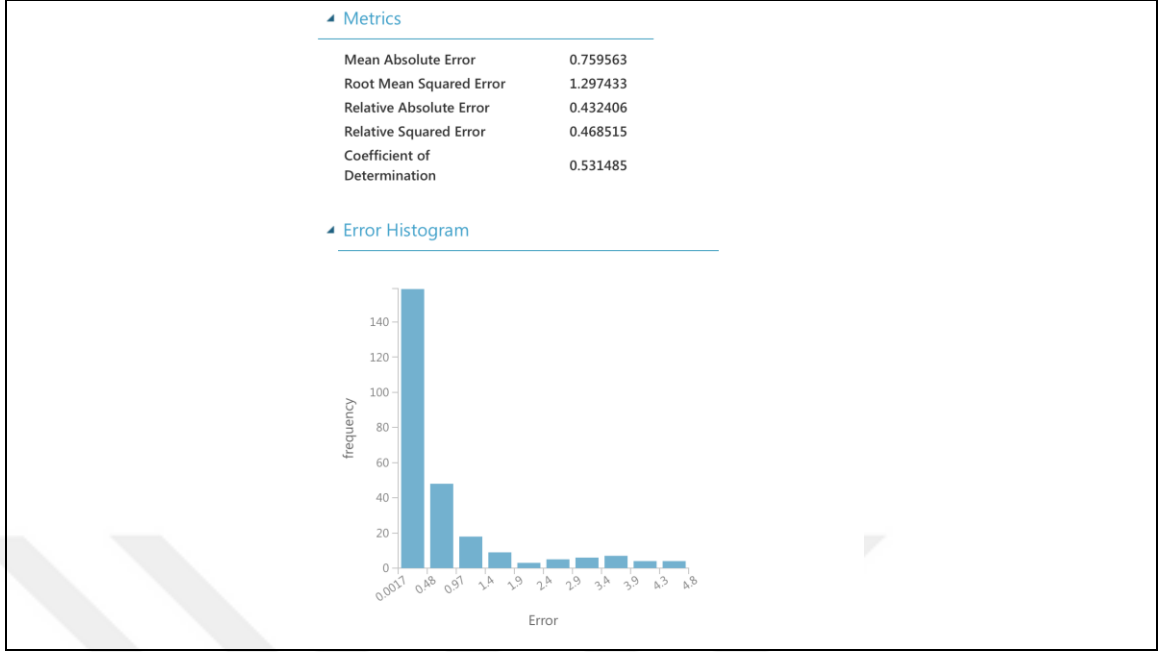 Metrics
Mean Absolute Error 0.759563
Root Mean Squared Error 1.297433
Relative Absolute Error 0.432406
Relative Squared Error 0.468515
Coefficient of
Determination 0.531485
Error Histogram
140
120
100
80
60
40
20
0
frequency
0.0017 0.48 0.97 1.4 1.9 2.4 2.9 3.4 3.9 4.3 4.8
Error